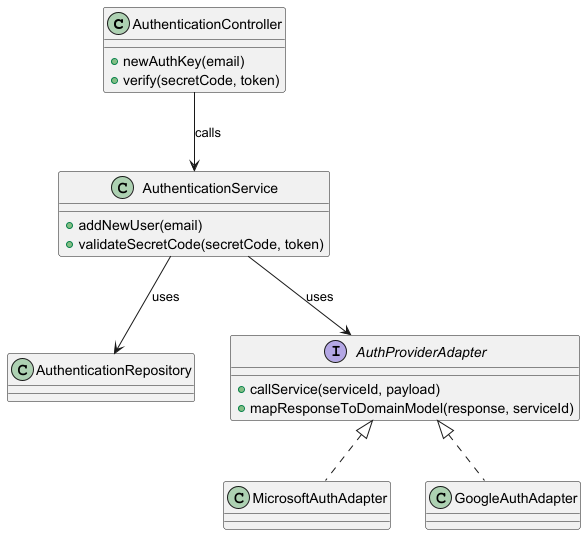 C AuthenticationController
newAuthKey(email)
verify(secretCode, token)
calls
C AuthenticationService
addNewUser(email)
validateSecretCode(secretCode, token)
uses
uses
C AuthenticationRepository
I AuthProviderAdapter
callService(serviceId, payload)
mapResponseToDomainModel(response, serviceId)
C MicrosoftAuthAdapter
C GoogleAuthAdapter